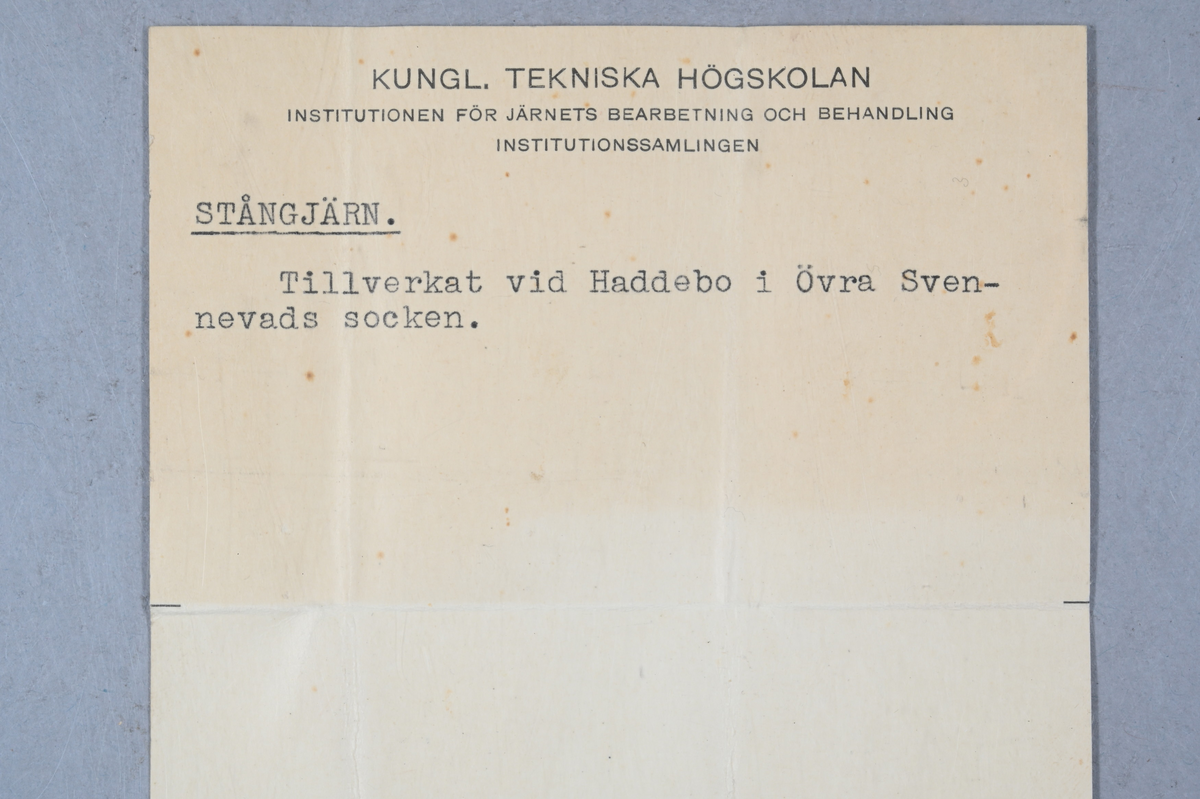 KUNGL. TEKNISKA HÖGSKOLAN
INSTITUTIONEN FÖR JÄRNETS BEARBETNING OCH BEHANDLING
INSTITUTIONSSAMLINGEN
STÅNGJÄRN.
Tillverkat vid Haddebo i Övra Sven-
nevads socken.